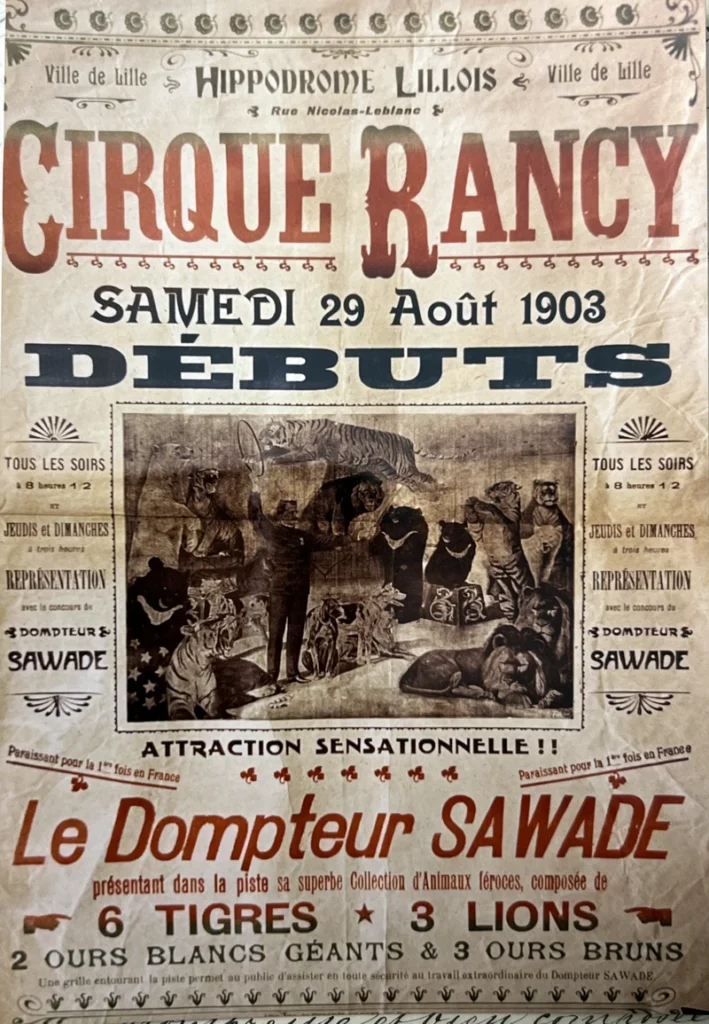 Ville de Lille
HIPPODROME LILLOIS
Ville de Lille
Rue Nicolas-Leblanc
CIRQUE RANCY
SAMEDI 29 Août 1903
DÉBUTS
TOUS LES SOIRS
à 8 heures 1/2
ET
JEUDIS et DIMANCHES
à trois heures
REPRÉSENTATION
avec le concours du
DOMPTEUR
SAWADE
TOUS LES SOIRS
à 8 heures 1/2
ET
JEUDIS et DIMANCHES
à trois heures
REPRÉSENTATION
avec le concours du
DOMPTEUR
SAWADE
ATTRACTION SENSATIONNELLE !!
Paraissant pour la 1ère fois en France
Paraissant pour la 1ère fois en France
Le Dompteur SAWADE
présentant dans la piste sa superbe Collection d'Animaux féroces, composée de
6 TIGRES ★ 3 LIONS
2 OURS BLANCS GÉANTS & 3 OURS BRUNS
Une grille entourant la piste permet au public d'assister en toute sécurité au travail extraordinaire du Dompteur SAWADE.
et bien